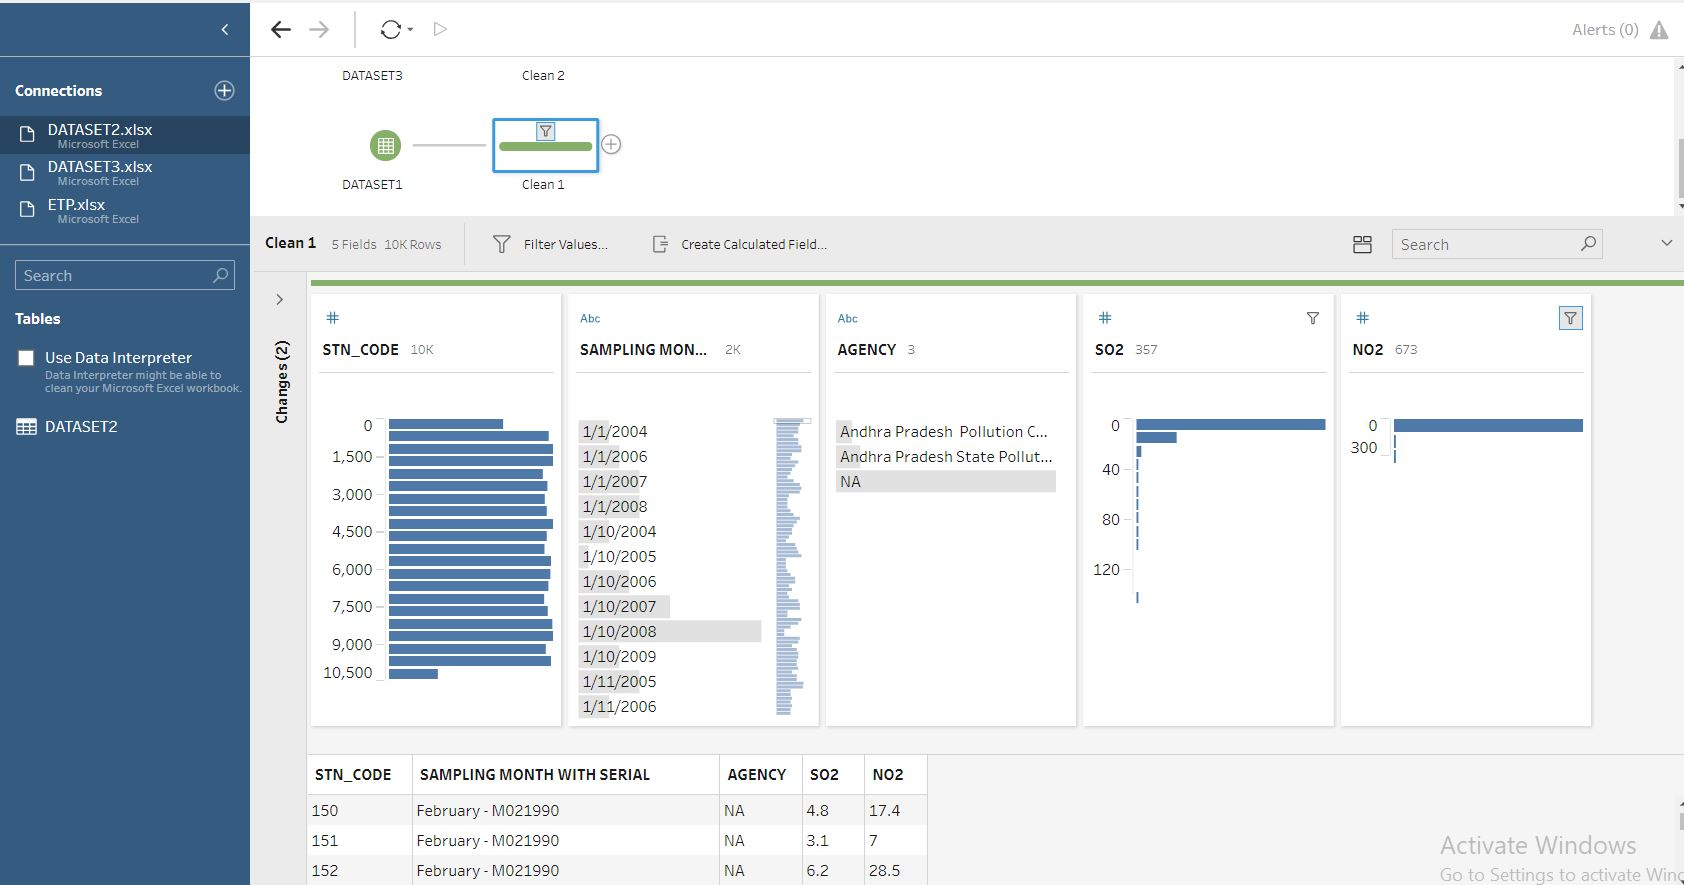 Alerts (0)
Connections
DATASET2.xlsx
Microsoft Excel
DATASET3.xlsx
Microsoft Excel
ETP.xlsx
Microsoft Excel
Search
Tables
Use Data Interpreter
Data Interpreter might be able to
clean your Microsoft Excel workbook.
DATASET2
DATASET3
Clean 2
DATASET1
Clean 1
Clean 1 5 Fields 10K Rows
Filter Values...
Create Calculated Field...
Search
Changes (2)
#
STN_CODE 10K
0
1,500
3,000
4,500
6,000
7,500
9,000
10,500
Abc
SAMPLING MON... 2K
1/1/2004
1/1/2006
1/1/2007
1/1/2008
1/10/2004
1/10/2005
1/10/2006
1/10/2007
1/10/2008
1/10/2009
1/11/2005
1/11/2006
Abc
AGENCY 3
Andhra Pradesh  Pollution C...
Andhra Pradesh State Pollut...
NA
#
SO2 357
0
40
80
120
#
NO2 673
0
300
STN_CODE SAMPLING MONTH WITH SERIAL AGENCY SO2 NO2
150 February - M021990 NA 4.8 17.4
151 February - M021990 NA 3.1 7
152 February - M021990 NA 6.2 28.5
Activate Windows
Go to Settings to activate Winc